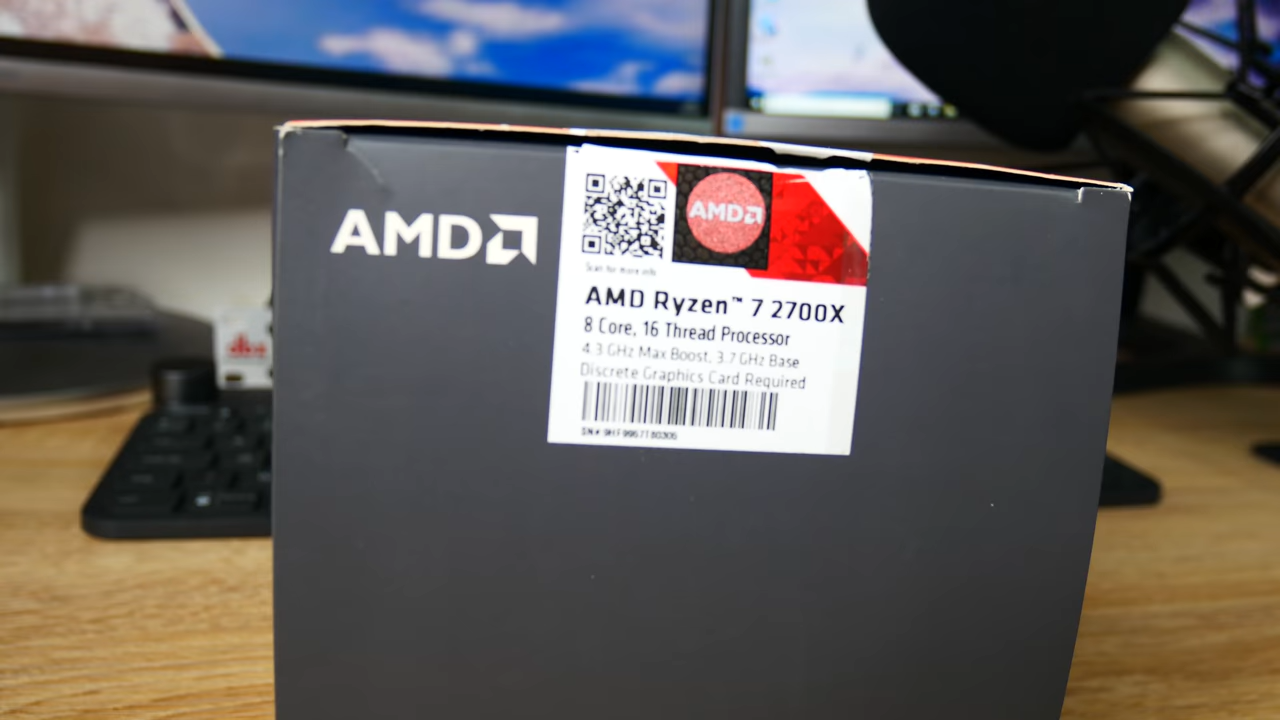 AMD
AMD
Scan for more info
AMD Ryzen™ 7 2700X
8 Core, 16 Thread Processor
4.3 GHz Max Boost, 3.7 GHz Base
Discrete Graphics Card Required